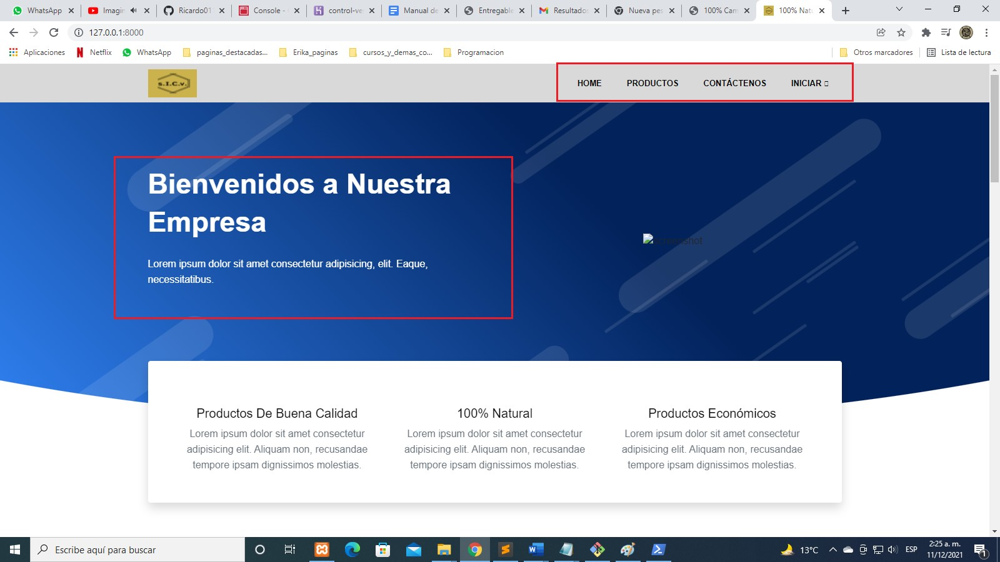 WhatsApp
Imagin
Ricardo01
Console -
control-ve
Manual de
Entregable
Resultados
Nueva pes
100% Cam
100% Natu
127.0.0.1:8000
Aplicaciones
Netflix
WhatsApp
paginas_destacadas...
Erika_paginas
cursos_y_demas_co...
Programacion
Otros marcadores
Lista de lectura
S.I.C.V.
HOME
PRODUCTOS
CONTÁCTENOS
INICIAR
Bienvenidos a Nuestra
Empresa
Lorem ipsum dolor sit amet consectetur adipisicing, elit. Eaque,
necessitatibus.
Productos De Buena Calidad
Lorem ipsum dolor sit amet consectetur
adipisicing elit. Aliquam non, recusandae
tempore ipsam dignissimos molestias.
100% Natural
Lorem ipsum dolor sit amet consectetur
adipisicing elit. Aliquam non, recusandae
tempore ipsam dignissimos molestias.
Productos Económicos
Lorem ipsum dolor sit amet consectetur
adipisicing elit. Aliquam non, recusandae
tempore ipsam dignissimos molestias.
Escribe aquí para buscar
13°C
ESP
2:25 a. m.
11/12/2021
1